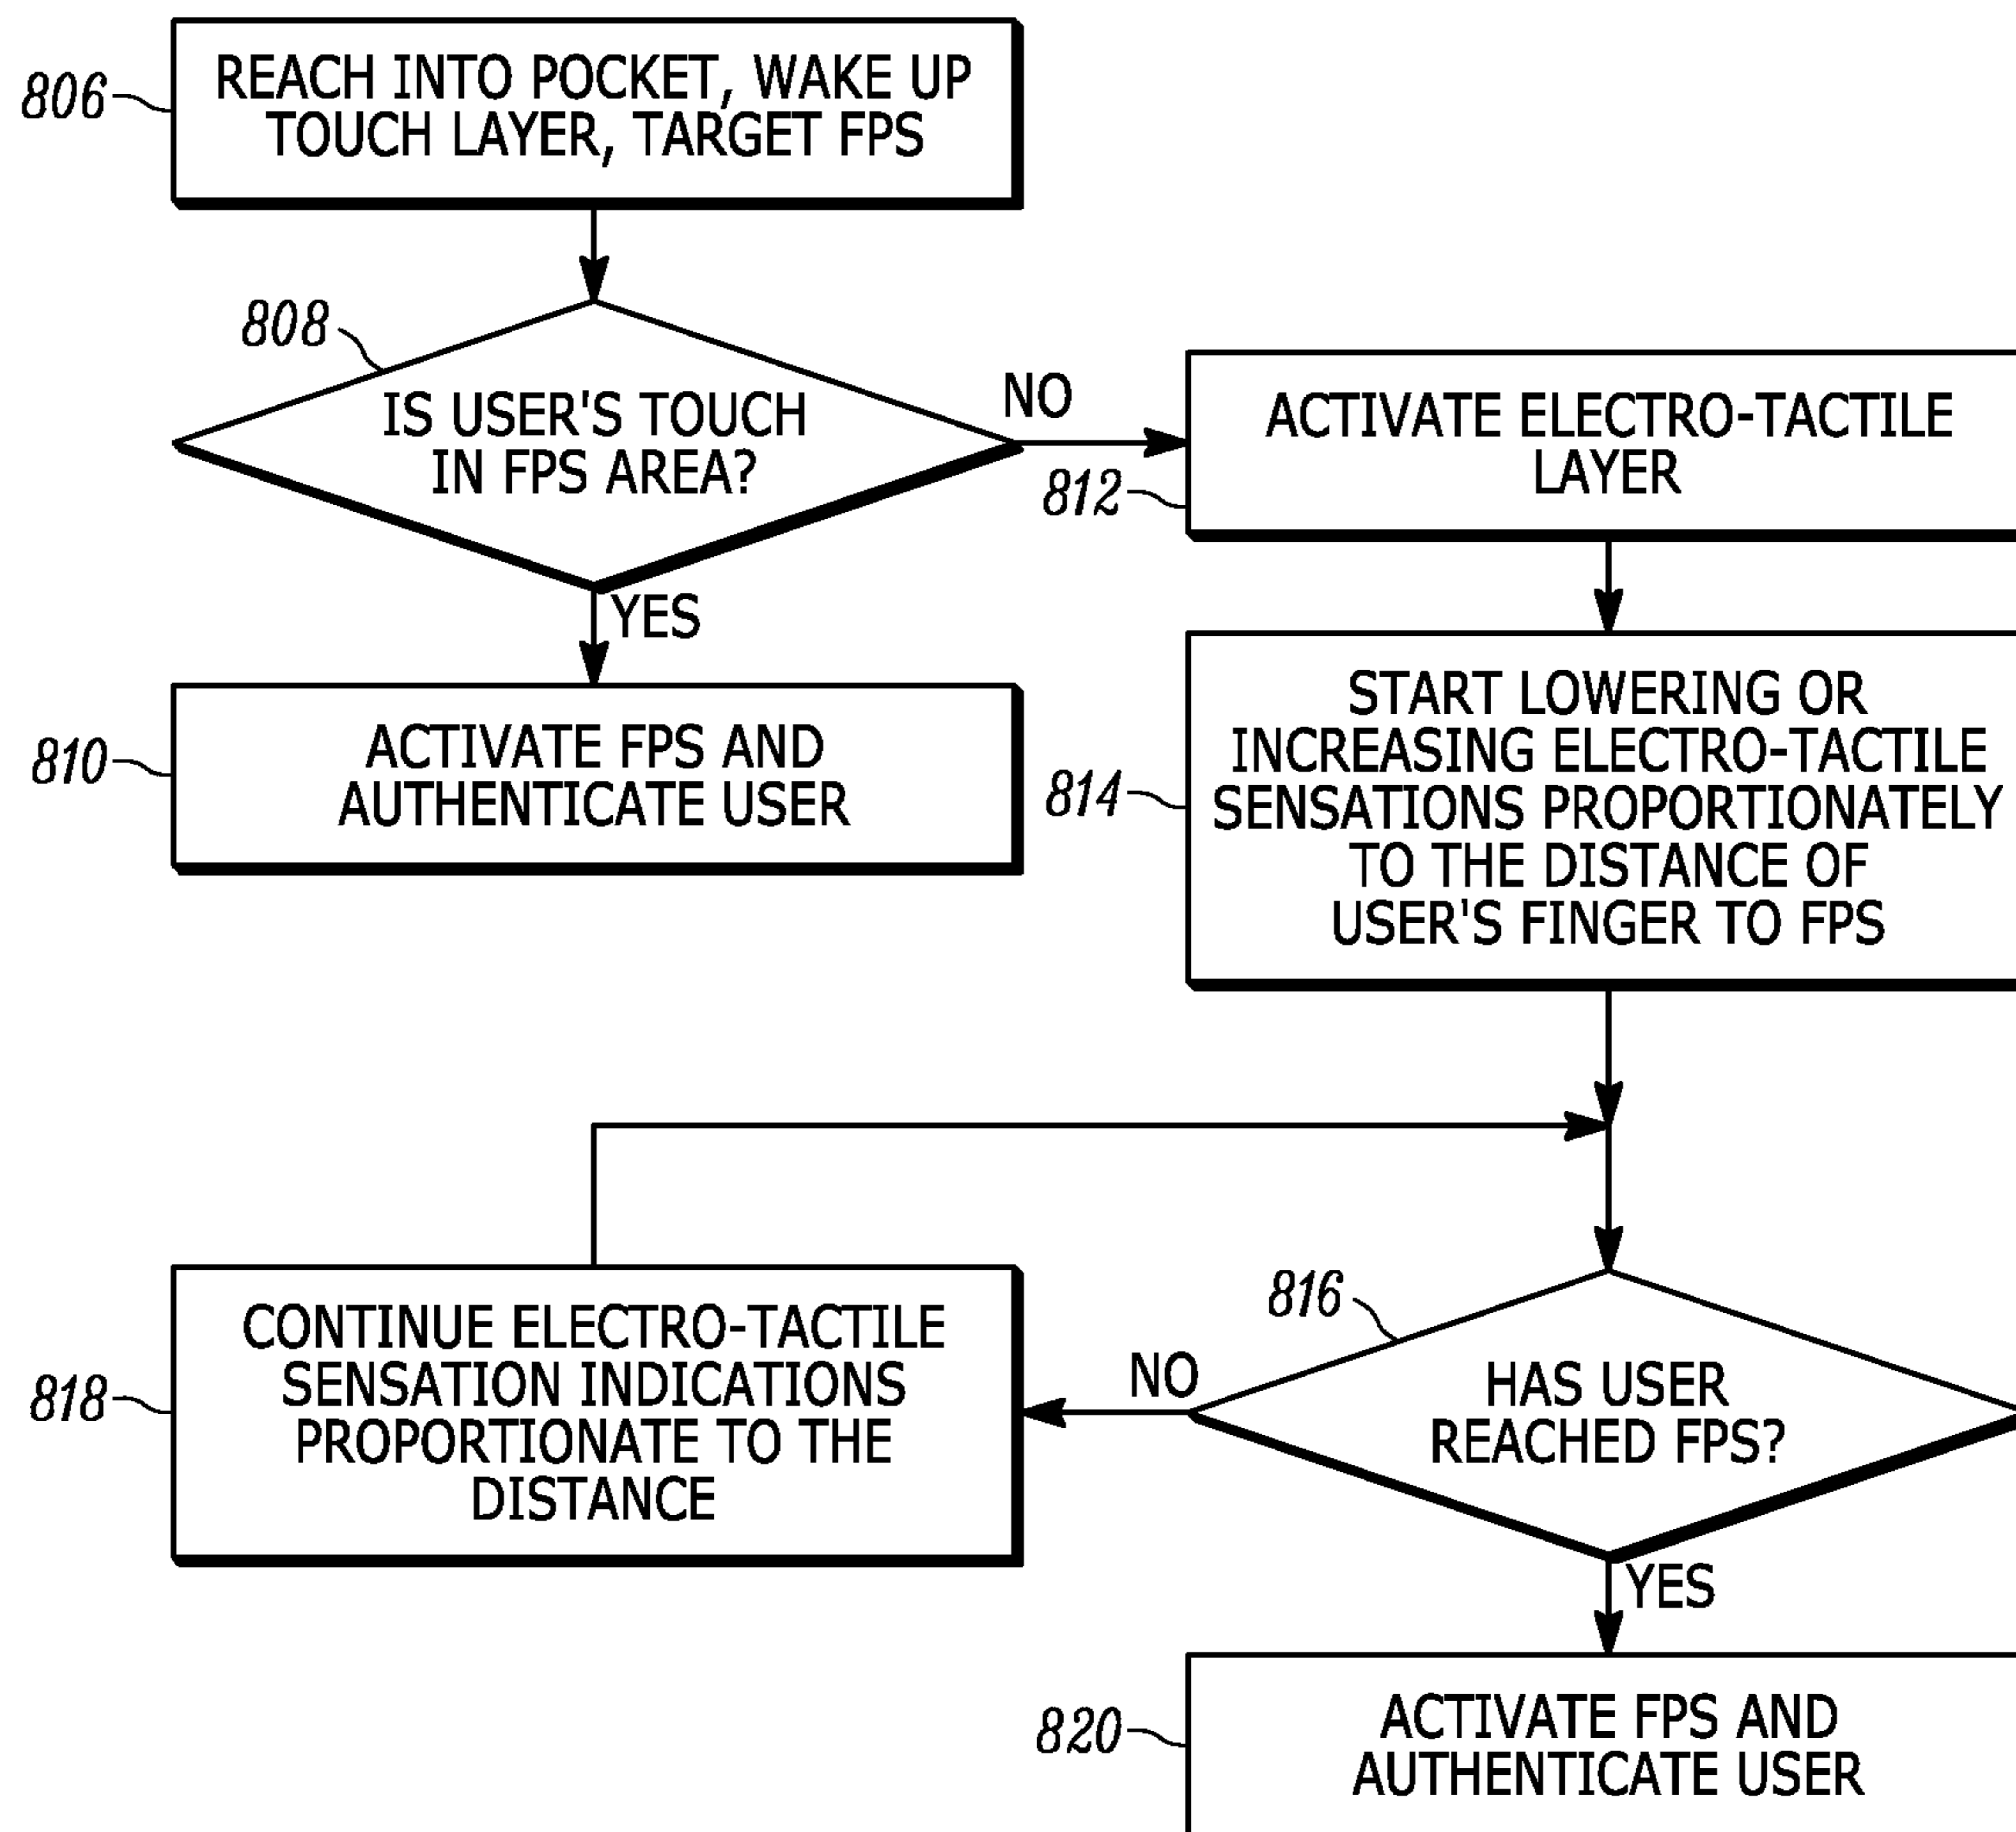 806
REACH INTO POCKET, WAKE UP
TOUCH LAYER, TARGET FPS
808
IS USER'S TOUCH
IN FPS AREA?
NO
YES
810
ACTIVATE FPS AND
AUTHENTICATE USER
812
ACTIVATE ELECTRO-TACTILE
LAYER
814
START LOWERING OR
INCREASING ELECTRO-TACTILE
SENSATIONS PROPORTIONATELY
TO THE DISTANCE OF
USER'S FINGER TO FPS
816
HAS USER
REACHED FPS?
NO
818
CONTINUE ELECTRO-TACTILE
SENSATION INDICATIONS
PROPORTIONATE TO THE
DISTANCE
YES
820
ACTIVATE FPS AND
AUTHENTICATE USER